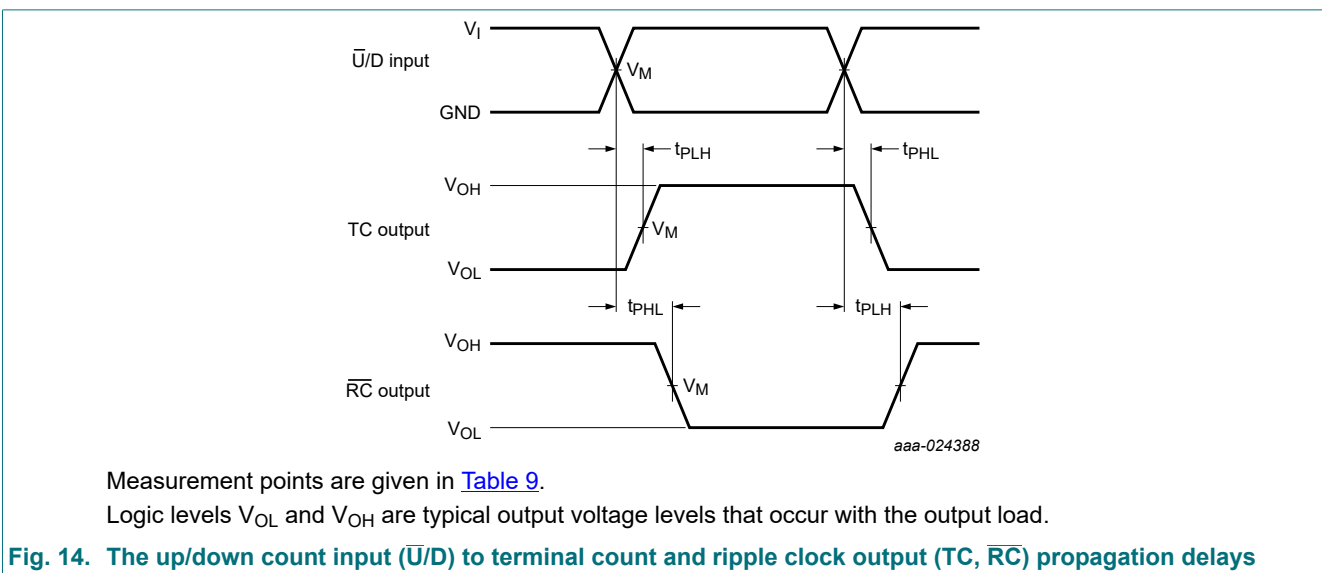 V_I
U̅/D input
V_M
GND
t_PLH t_PHL
V_OH
TC output
V_M
V_OL
t_PHL t_PLH
V_OH
R̅C̅ output
V_M
V_OL
aaa-024388
Measurement points are given in Table 9.
Logic levels V_OL and V_OH are typical output voltage levels that occur with the output load.
Fig. 14. The up/down count input (U̅/D) to terminal count and ripple clock output (TC, R̅C̅) propagation delays